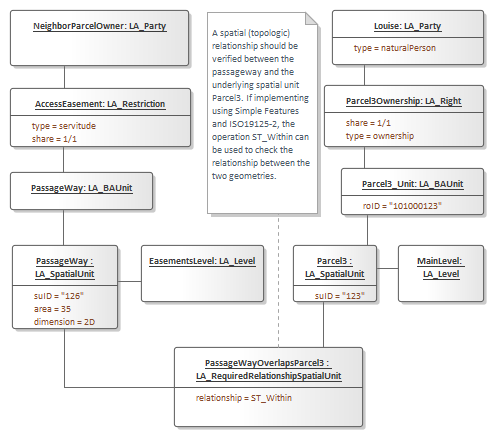 NeighborParcelOwner: LA_Party
AccessEasement: LA_Restriction
type = servitude
share = 1/1
PassageWay: LA_BAUnit
PassageWay :
LA_SpatialUnit
suID = "126"
area = 35
dimension = 2D
EasementsLevel: LA_Level
A spatial (topologic)
relationship should be
verified between the
passageway and the
underlying spatial unit
Parcel3. If implementing
using Simple Features
and ISO19125-2, the
operation ST_Within can
be used to check the
relationship between the
two geometries.
Louise: LA_Party
type = naturalPerson
Parcel3Ownership: LA_Right
share = 1/1
type = ownership
Parcel3_Unit: LA_BAUnit
roID = "101000123"
Parcel3 :
LA_SpatialUnit
suID = "123"
MainLevel:
LA_Level
PassageWayOverlapsParcel3 :
LA_RequiredRelationshipSpatialUnit
relationship = ST_Within